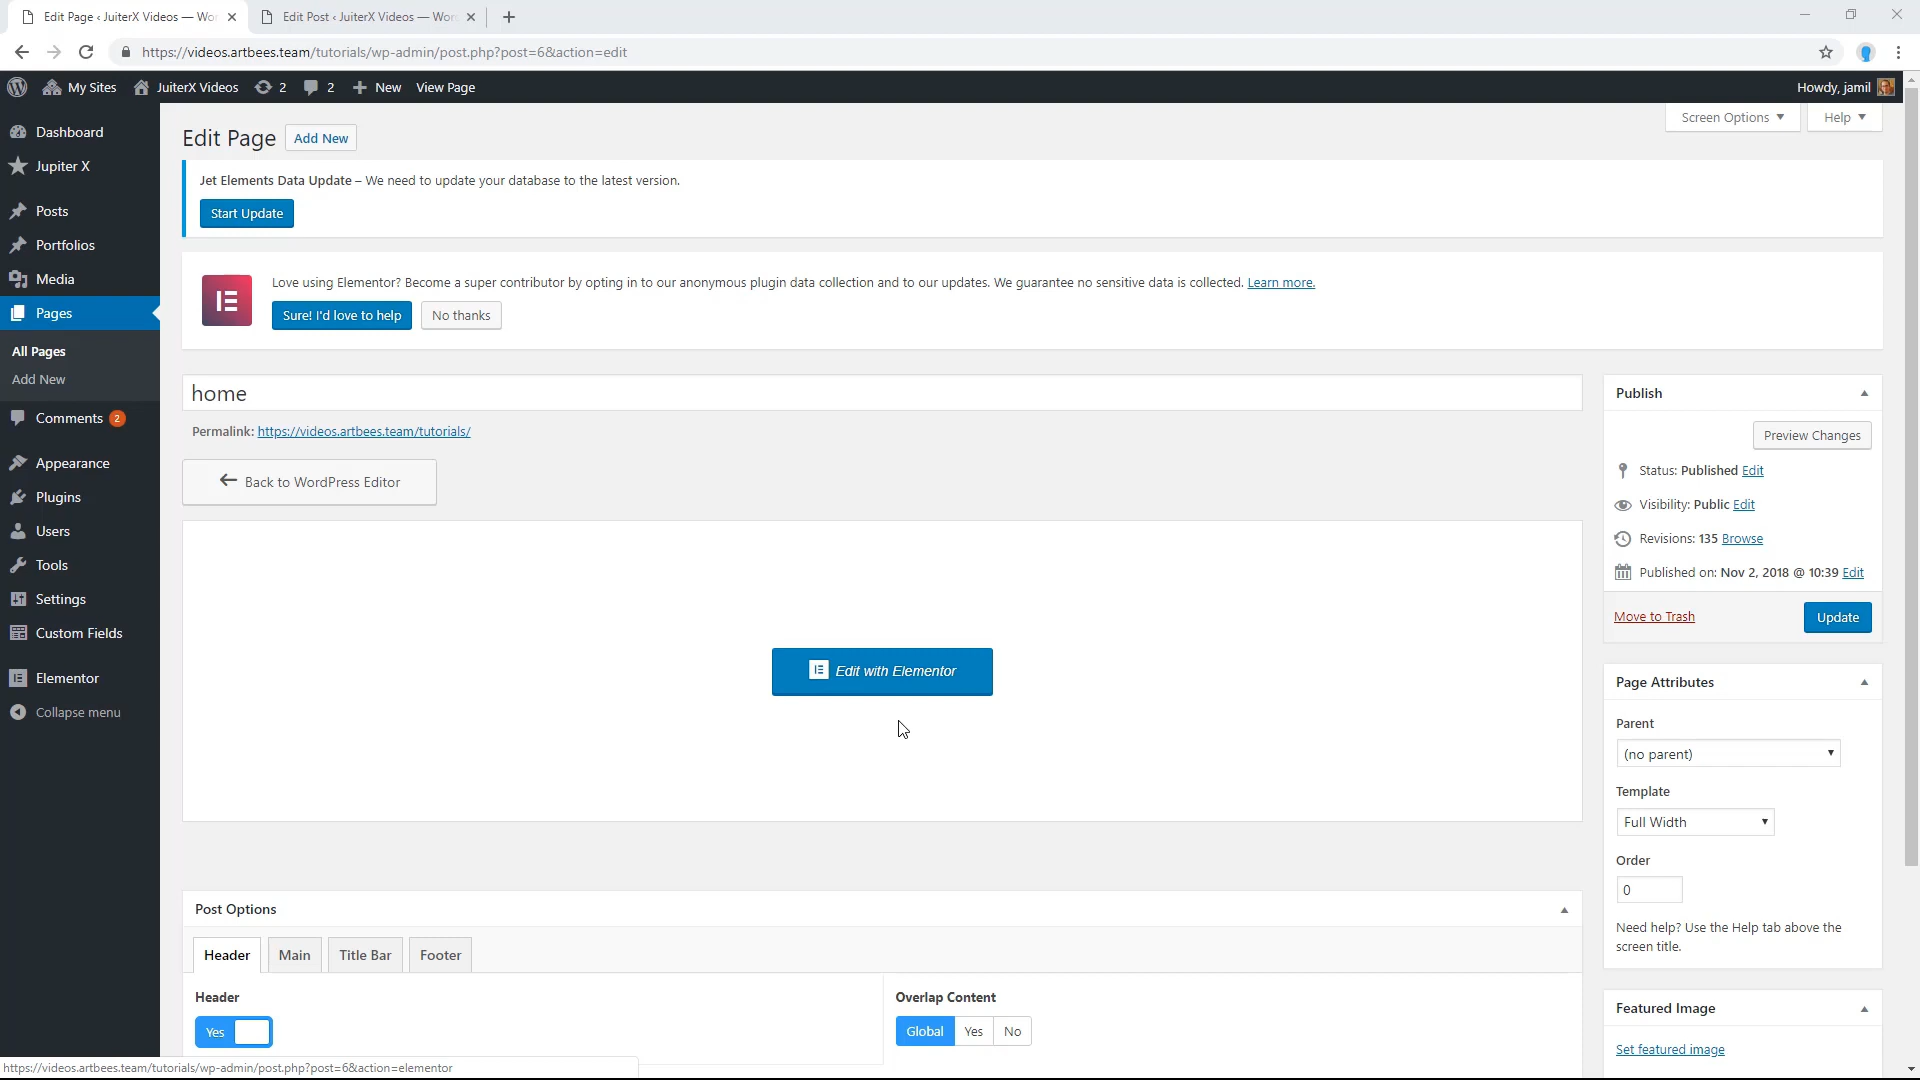 Edit Page ‹ JuiterX Videos — Wor
Edit Post ‹ JuiterX Videos — Wor
https://videos.artbees.team/tutorials/wp-admin/post.php?post=6&action=edit
My Sites
JuiterX Videos
2
2
New
View Page
Howdy, jamil
Dashboard
Jupiter X
Posts
Portfolios
Media
Pages
All Pages
Add New
Comments 2
Appearance
Plugins
Users
Tools
Settings
Custom Fields
Elementor
Collapse menu
Screen Options
Help
Edit Page
Add New
Jet Elements Data Update – We need to update your database to the latest version.
Start Update
Love using Elementor? Become a super contributor by opting in to our anonymous plugin data collection and to our updates. We guarantee no sensitive data is collected. Learn more.
Sure! I'd love to help
No thanks
home
Permalink: https://videos.artbees.team/tutorials/
Back to WordPress Editor
Edit with Elementor
Post Options
Header
Main
Title Bar
Footer
Header
Yes
Overlap Content
Global
Yes
No
Publish
Preview Changes
Status: Published Edit
Visibility: Public Edit
Revisions: 135 Browse
Published on: Nov 2, 2018 @ 10:39 Edit
Move to Trash
Update
Page Attributes
Parent
(no parent)
Template
Full Width
Order
0
Need help? Use the Help tab above the
screen title.
Featured Image
Set featured image
https://videos.artbees.team/tutorials/wp-admin/post.php?post=6&action=elementor